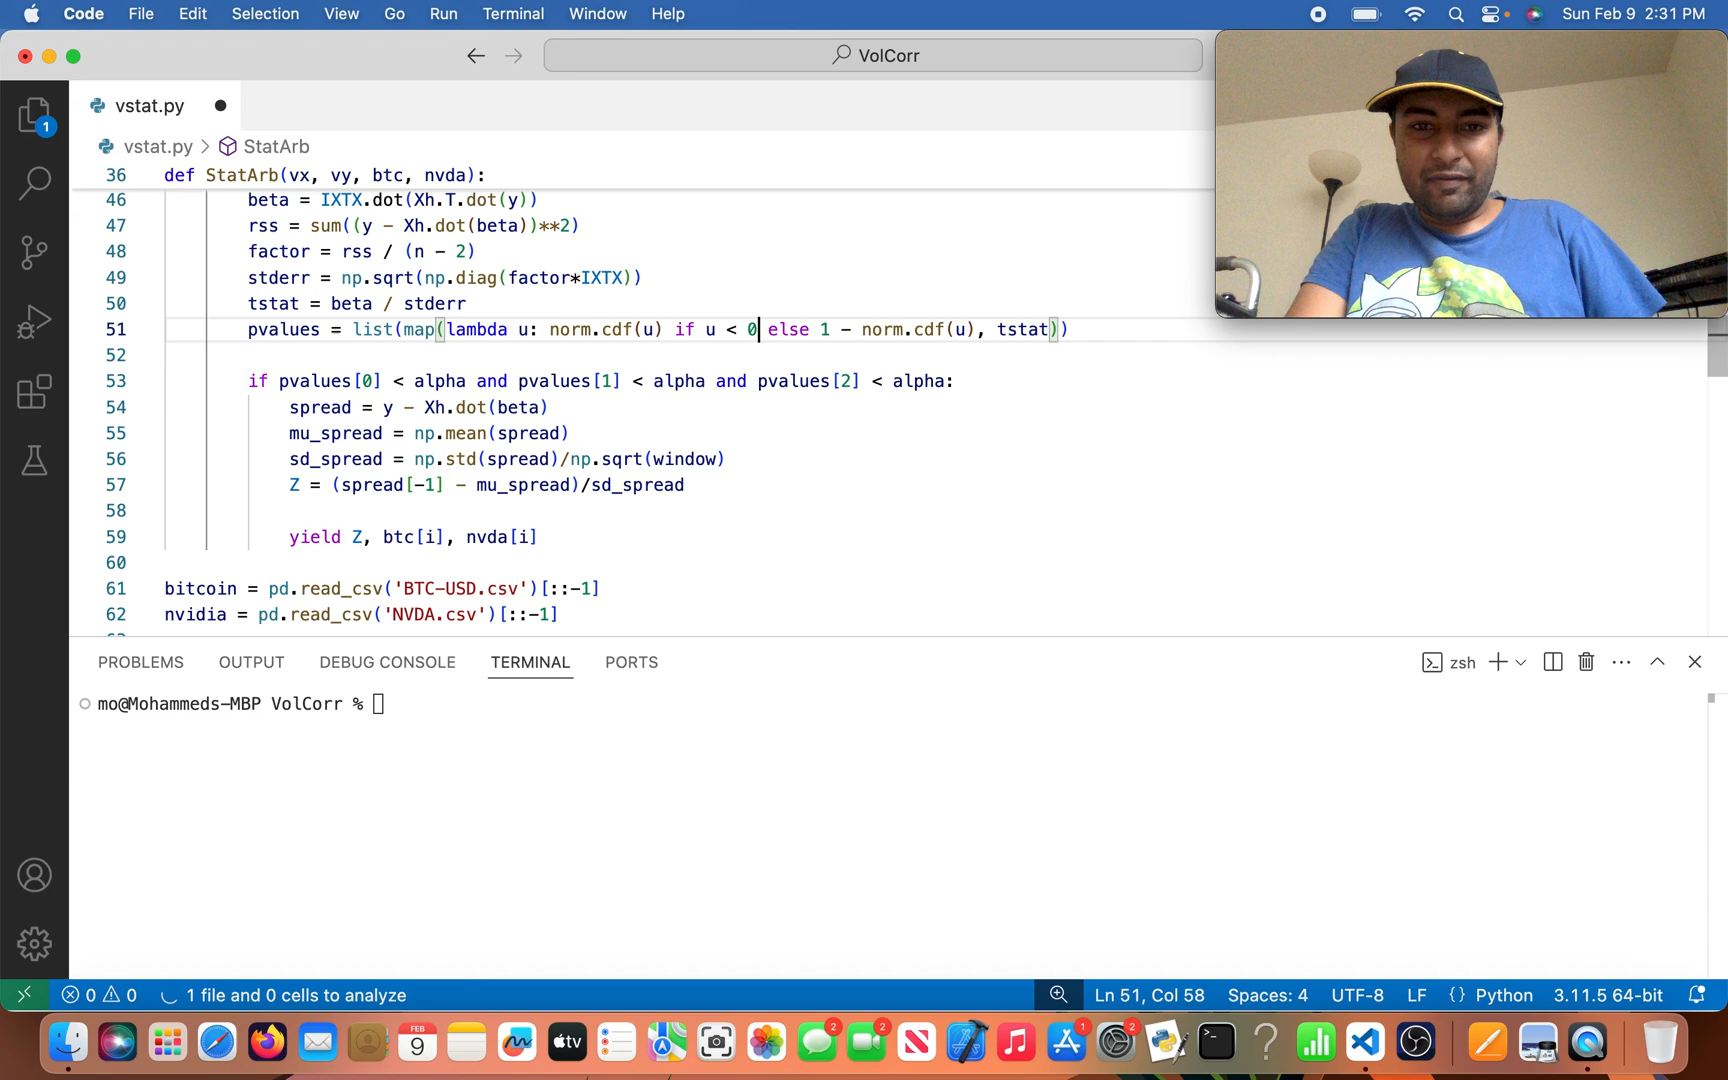 Code File Edit Selection View Go Run Terminal Window Help Sun Feb 9 2:31 PM
VolCorr
vstat.py
vstat.py > StatArb
36 def StatArb(vx, vy, btc, nvda):
46 beta = IXTX.dot(Xh.T.dot(y))
47 rss = sum((y - Xh.dot(beta))**2)
48 factor = rss / (n - 2)
49 stderr = np.sqrt(np.diag(factor*IXTX))
50 tstat = beta / stderr
51 pvalues = list(map(lambda u: norm.cdf(u) if u < 0 else 1 - norm.cdf(u), tstat))
52
53 if pvalues[0] < alpha and pvalues[1] < alpha and pvalues[2] < alpha:
54 spread = y - Xh.dot(beta)
55 mu_spread = np.mean(spread)
56 sd_spread = np.std(spread)/np.sqrt(window)
57 Z = (spread[-1] - mu_spread)/sd_spread
58
59 yield Z, btc[i], nvda[i]
60
61 bitcoin = pd.read_csv('BTC-USD.csv')[::-1]
62 nvidia = pd.read_csv('NVDA.csv')[::-1]
1
PROBLEMS OUTPUT DEBUG CONSOLE TERMINAL PORTS zsh
mo@Mohammeds-MBP VolCorr %
0 0 1 file and 0 cells to analyze Ln 51, Col 58 Spaces: 4 UTF-8 LF {} Python 3.11.5 64-bit
FEB
9
tv
2
2
1
2